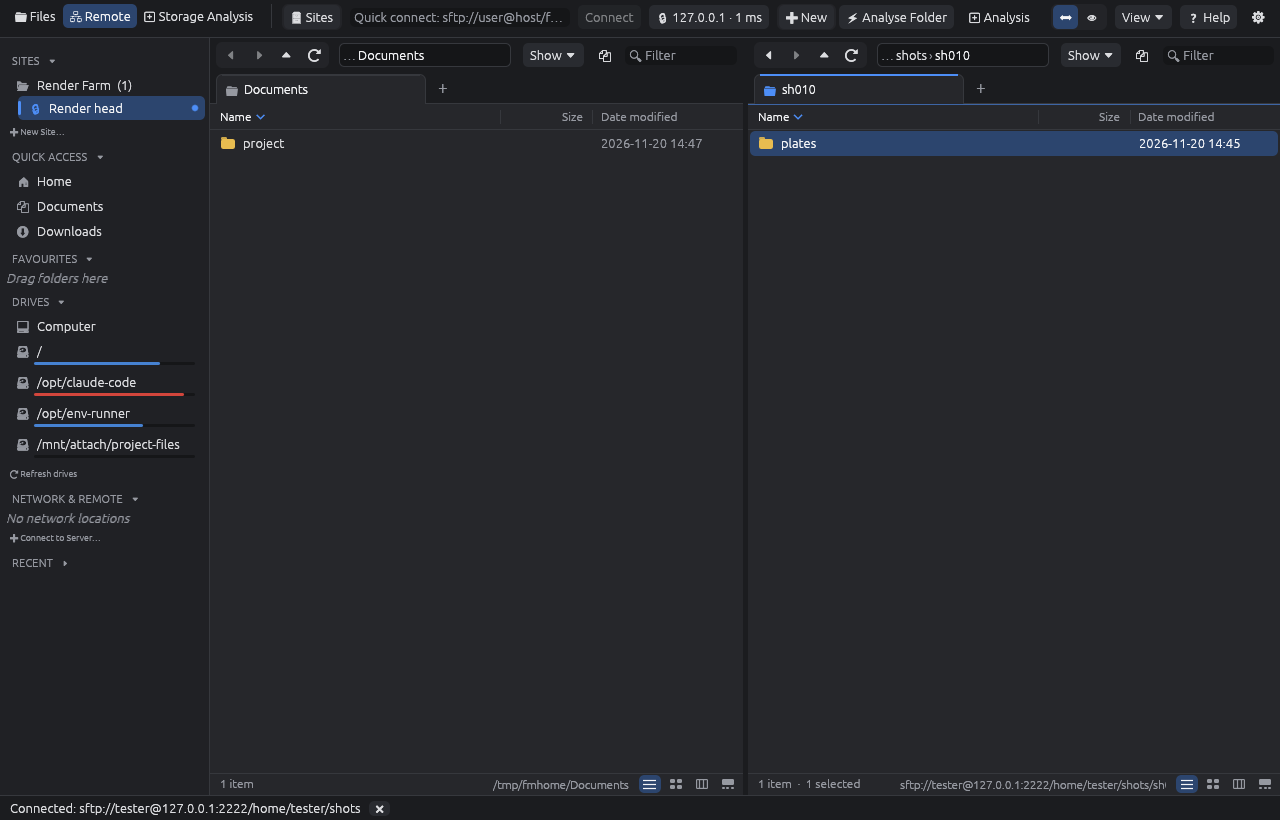 Files Remote Storage Analysis Sites Quick connect: sftp://user@host/f... Connect 127.0.0.1 · 1 ms New Analyse Folder Analysis View ? Help
SITES
Render Farm (1)
Render head
New Site...
QUICK ACCESS
Home
Documents
Downloads
FAVOURITES
Drag folders here
DRIVES
Computer
/
/opt/claude-code
/opt/env-runner
/mnt/attach/project-files
Refresh drives
NETWORK & REMOTE
No network locations
Connect to Server...
RECENT
... Documents Show Filter
Documents +
Name Size Date modified
project 2026-11-20 14:47
1 item /tmp/fmhome/Documents
... shots › sh010 Show Filter
sh010 +
Name Size Date modified
plates 2026-11-20 14:45
1 item · 1 selected sftp://tester@127.0.0.1:2222/home/tester/shots/sh
Connected: sftp://tester@127.0.0.1:2222/home/tester/shots